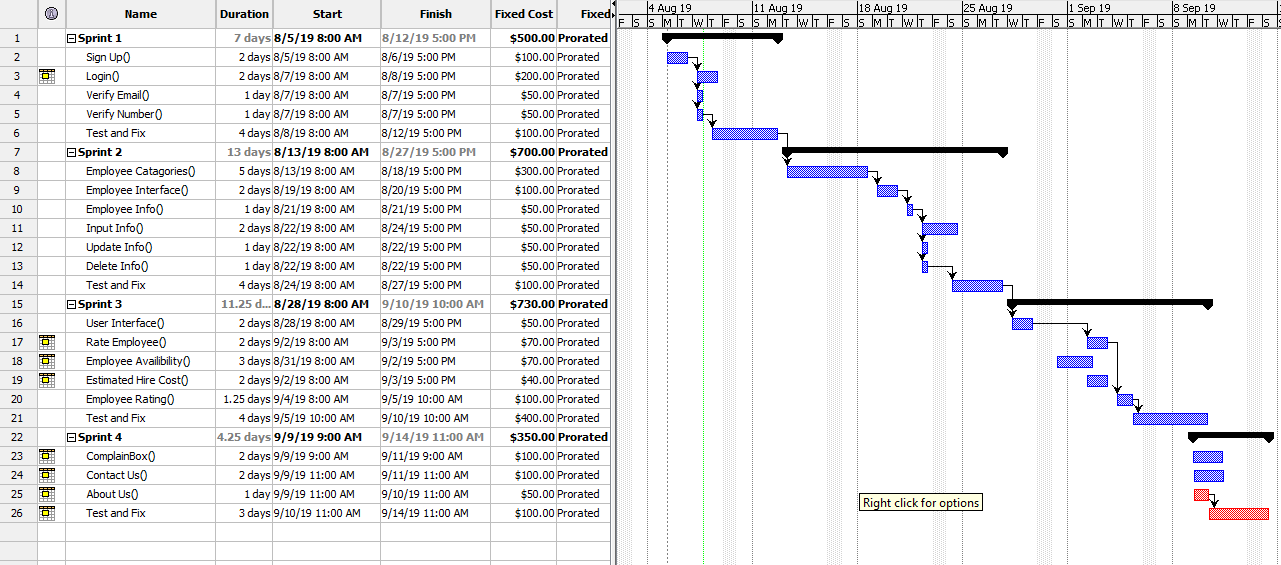 Name Duration Start Finish Fixed Cost Fixed 4 Aug 19 11 Aug 19 18 Aug 19 25 Aug 19 1 Sep 19 8 Sep 19
F S S M T W T F S S M T W T F S S M T W T F S S M T W T F S S M T W T F S S M T W T F S
1 Sprint 1 7 days 8/5/19 8:00 AM 8/12/19 5:00 PM $500.00 Prorated
2 Sign Up() 2 days 8/5/19 8:00 AM 8/6/19 5:00 PM $100.00 Prorated
3 Login() 2 days 8/7/19 8:00 AM 8/8/19 5:00 PM $200.00 Prorated
4 Verify Email() 1 day 8/7/19 8:00 AM 8/7/19 5:00 PM $50.00 Prorated
5 Verify Number() 1 day 8/7/19 8:00 AM 8/7/19 5:00 PM $50.00 Prorated
6 Test and Fix 4 days 8/8/19 8:00 AM 8/12/19 5:00 PM $100.00 Prorated
7 Sprint 2 13 days 8/13/19 8:00 AM 8/27/19 5:00 PM $700.00 Prorated
8 Employee Catagories() 5 days 8/13/19 8:00 AM 8/18/19 5:00 PM $300.00 Prorated
9 Employee Interface() 2 days 8/19/19 8:00 AM 8/20/19 5:00 PM $100.00 Prorated
10 Employee Info() 1 day 8/21/19 8:00 AM 8/21/19 5:00 PM $50.00 Prorated
11 Input Info() 2 days 8/22/19 8:00 AM 8/24/19 5:00 PM $50.00 Prorated
12 Update Info() 1 day 8/22/19 8:00 AM 8/22/19 5:00 PM $50.00 Prorated
13 Delete Info() 1 day 8/22/19 8:00 AM 8/22/19 5:00 PM $50.00 Prorated
14 Test and Fix 4 days 8/24/19 8:00 AM 8/27/19 5:00 PM $100.00 Prorated
15 Sprint 3 11.25 d... 8/28/19 8:00 AM 9/10/19 10:00 AM $730.00 Prorated
16 User Interface() 2 days 8/28/19 8:00 AM 8/29/19 5:00 PM $50.00 Prorated
17 Rate Employee() 2 days 9/2/19 8:00 AM 9/3/19 5:00 PM $70.00 Prorated
18 Employee Availibility() 3 days 8/31/19 8:00 AM 9/2/19 5:00 PM $70.00 Prorated
19 Estimated Hire Cost() 2 days 9/2/19 8:00 AM 9/3/19 5:00 PM $40.00 Prorated
20 Employee Rating() 1.25 days 9/4/19 8:00 AM 9/5/19 10:00 AM $100.00 Prorated
21 Test and Fix 4 days 9/5/19 10:00 AM 9/10/19 10:00 AM $400.00 Prorated
22 Sprint 4 4.25 days 9/9/19 9:00 AM 9/14/19 11:00 AM $350.00 Prorated
23 ComplainBox() 2 days 9/9/19 9:00 AM 9/11/19 9:00 AM $100.00 Prorated
24 Contact Us() 2 days 9/9/19 11:00 AM 9/11/19 11:00 AM $100.00 Prorated
25 About Us() 1 day 9/9/19 11:00 AM 9/10/19 11:00 AM $50.00 Prorated
Right click for options
26 Test and Fix 3 days 9/10/19 11:00 AM 9/14/19 11:00 AM $100.00 Prorated